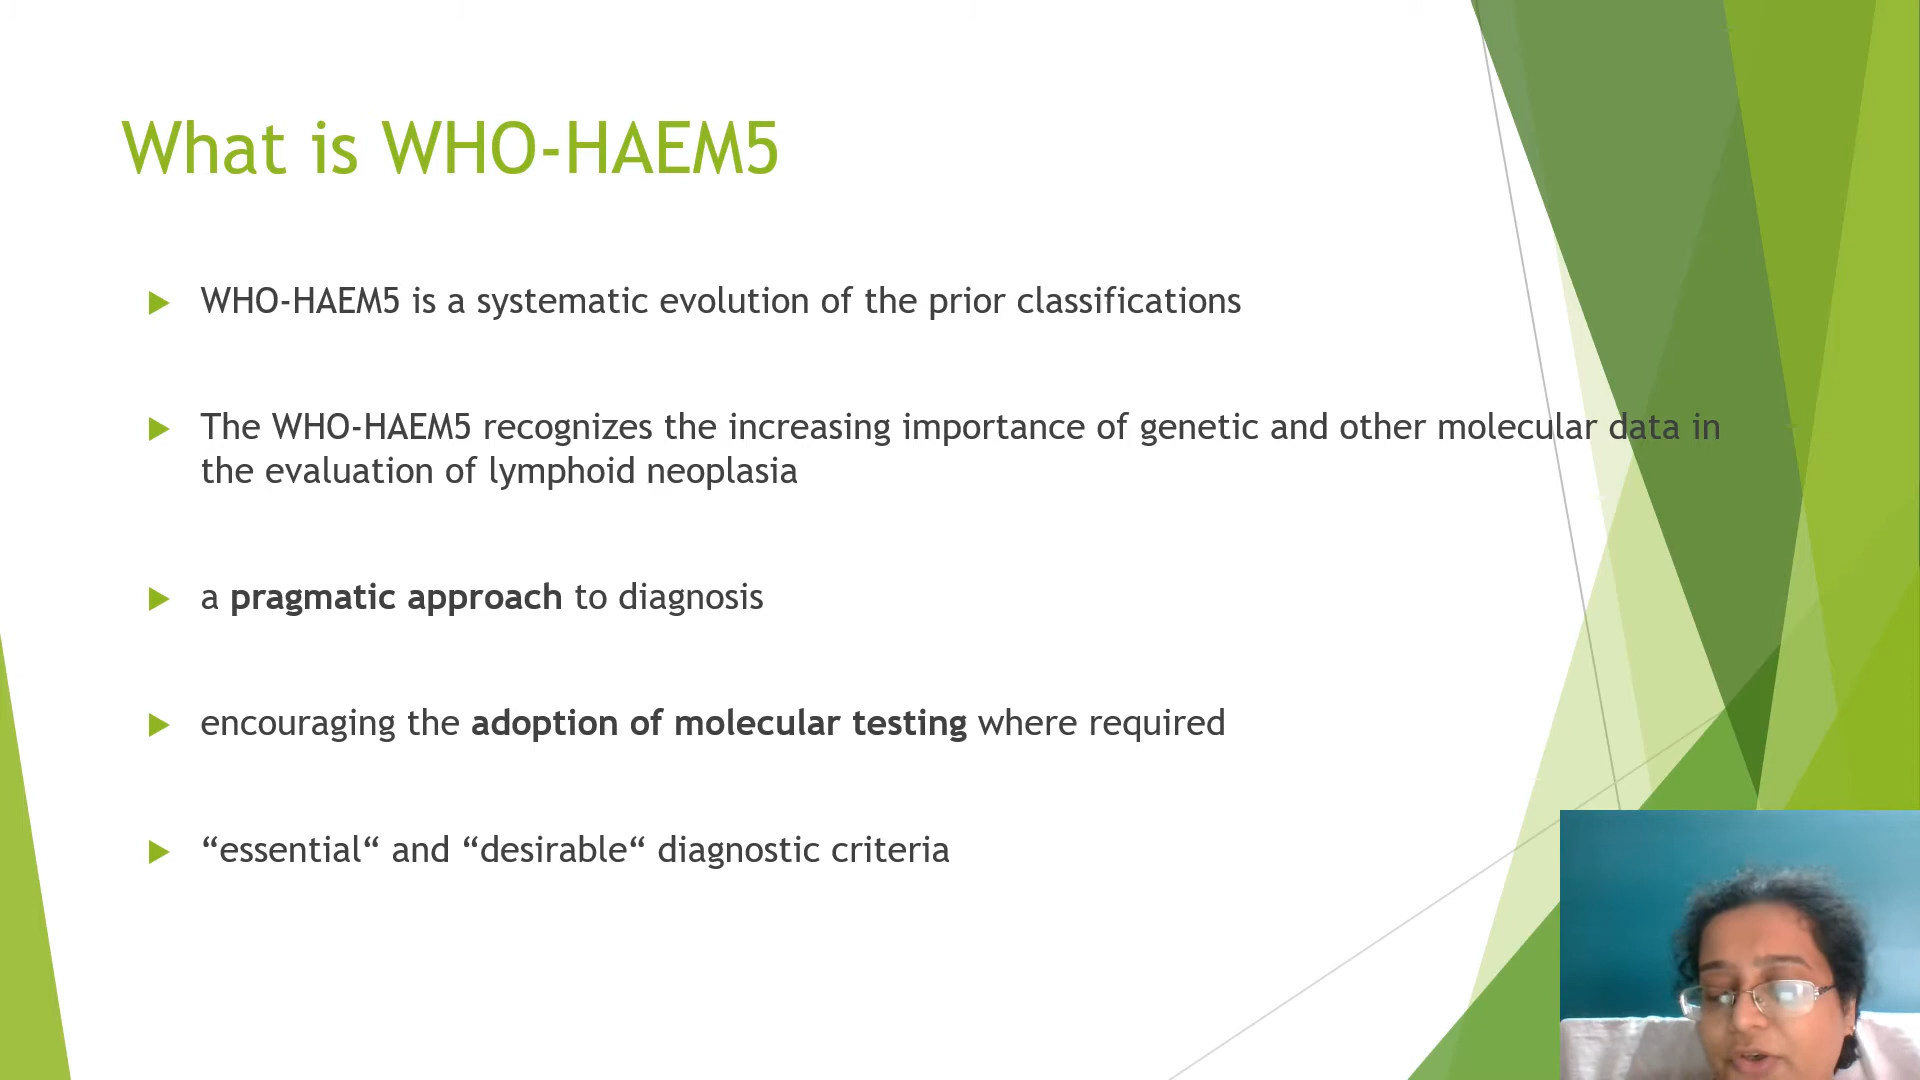 What is WHO-HAEM5
WHO-HAEM5 is a systematic evolution of the prior classifications
The WHO-HAEM5 recognizes the increasing importance of genetic and other molecular data in
the evaluation of lymphoid neoplasia
a pragmatic approach to diagnosis
encouraging the adoption of molecular testing where required
“essential“ and “desirable“ diagnostic criteria